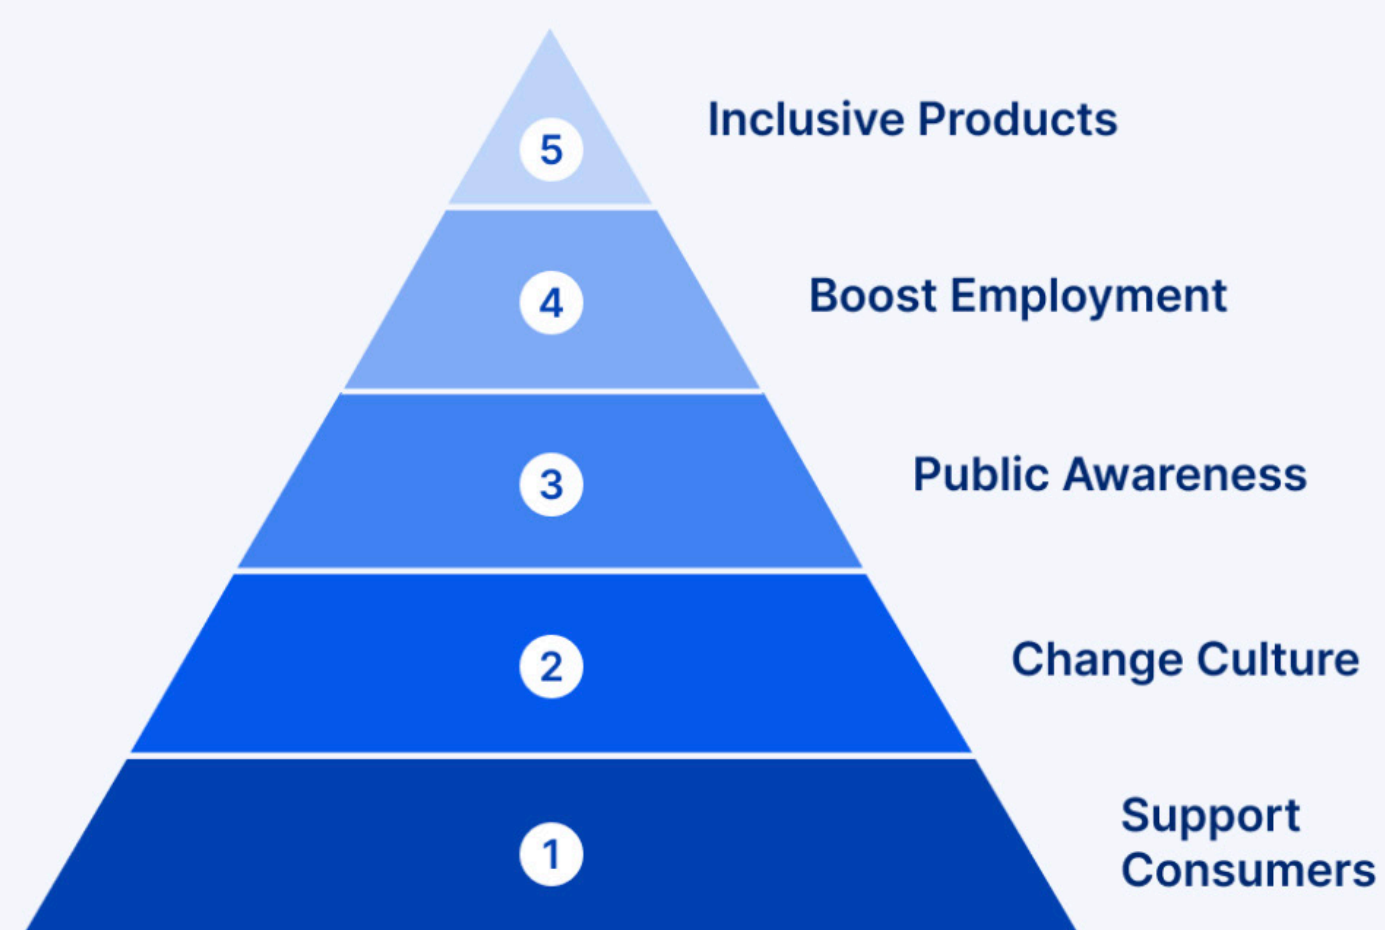 5
Inclusive Products
4
Boost Employment
3
Public Awareness
2
Change Culture
1
Support
Consumers